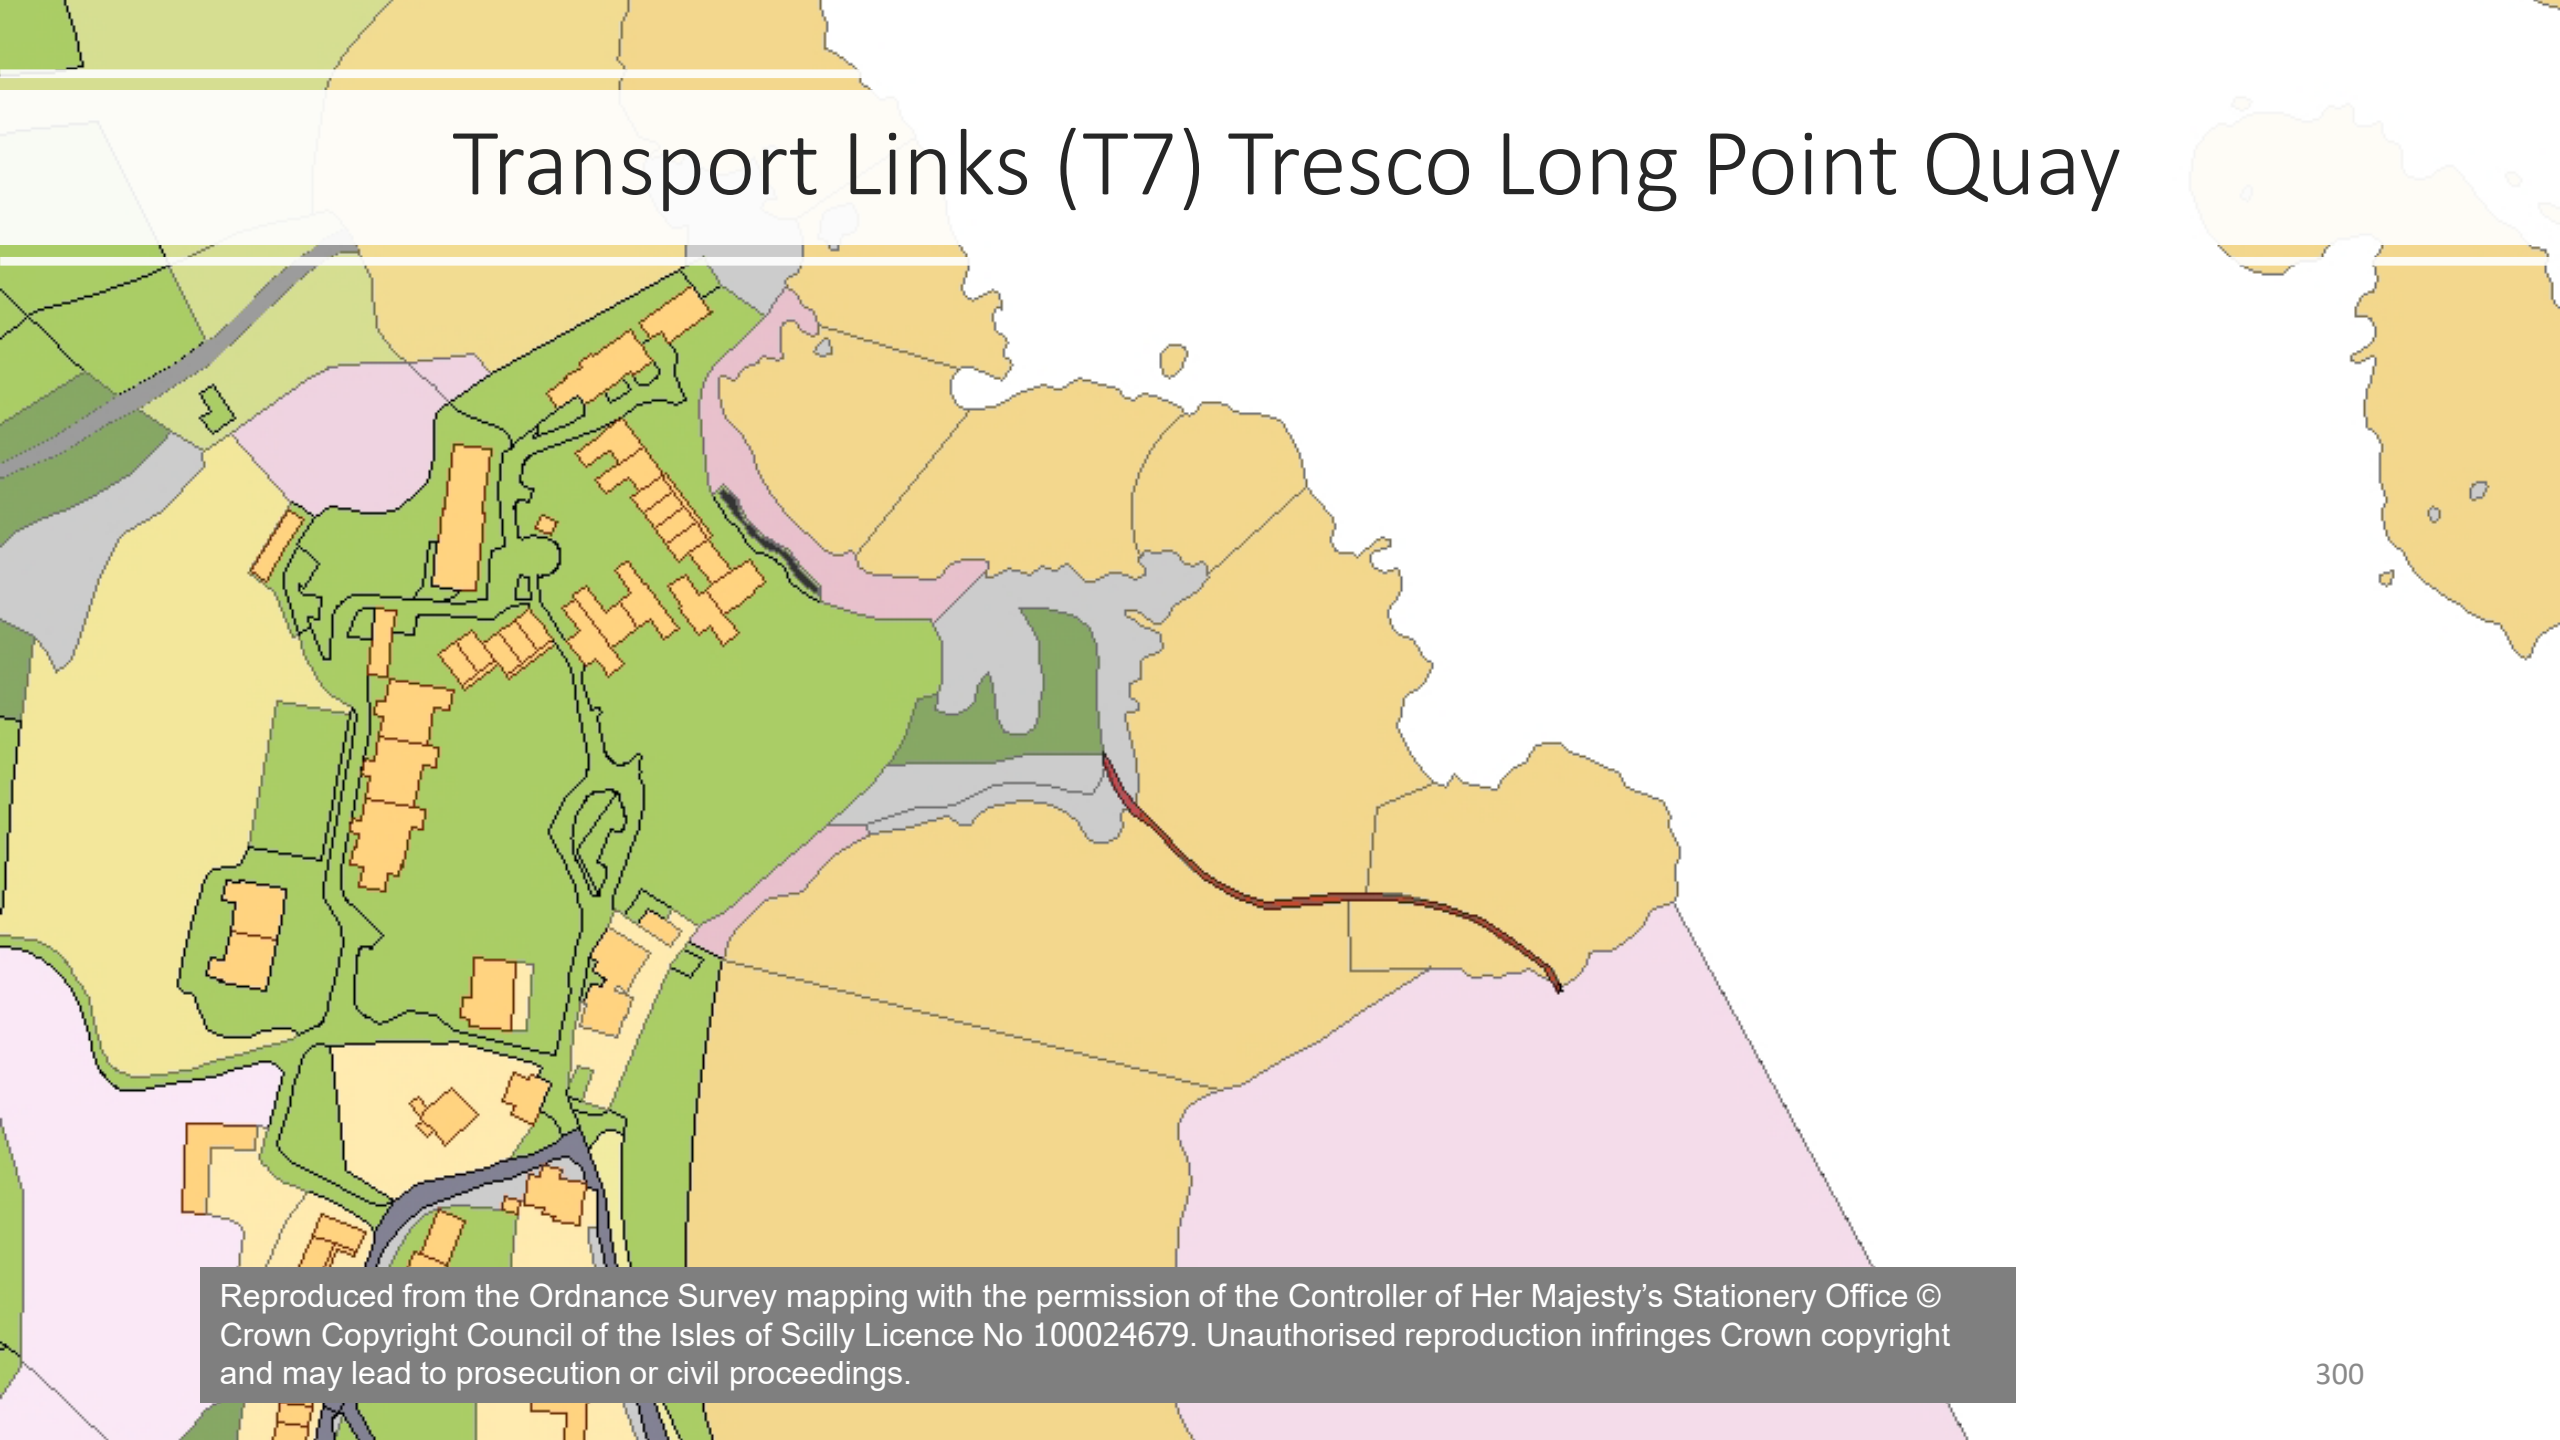 Transport Links (T7) Tresco Long Point Quay
Reproduced from the Ordnance Survey mapping with the permission of the Controller of Her Majesty’s Stationery Office ©
Crown Copyright Council of the Isles of Scilly Licence No 100024679. Unauthorised reproduction infringes Crown copyright
and may lead to prosecution or civil proceedings.
300